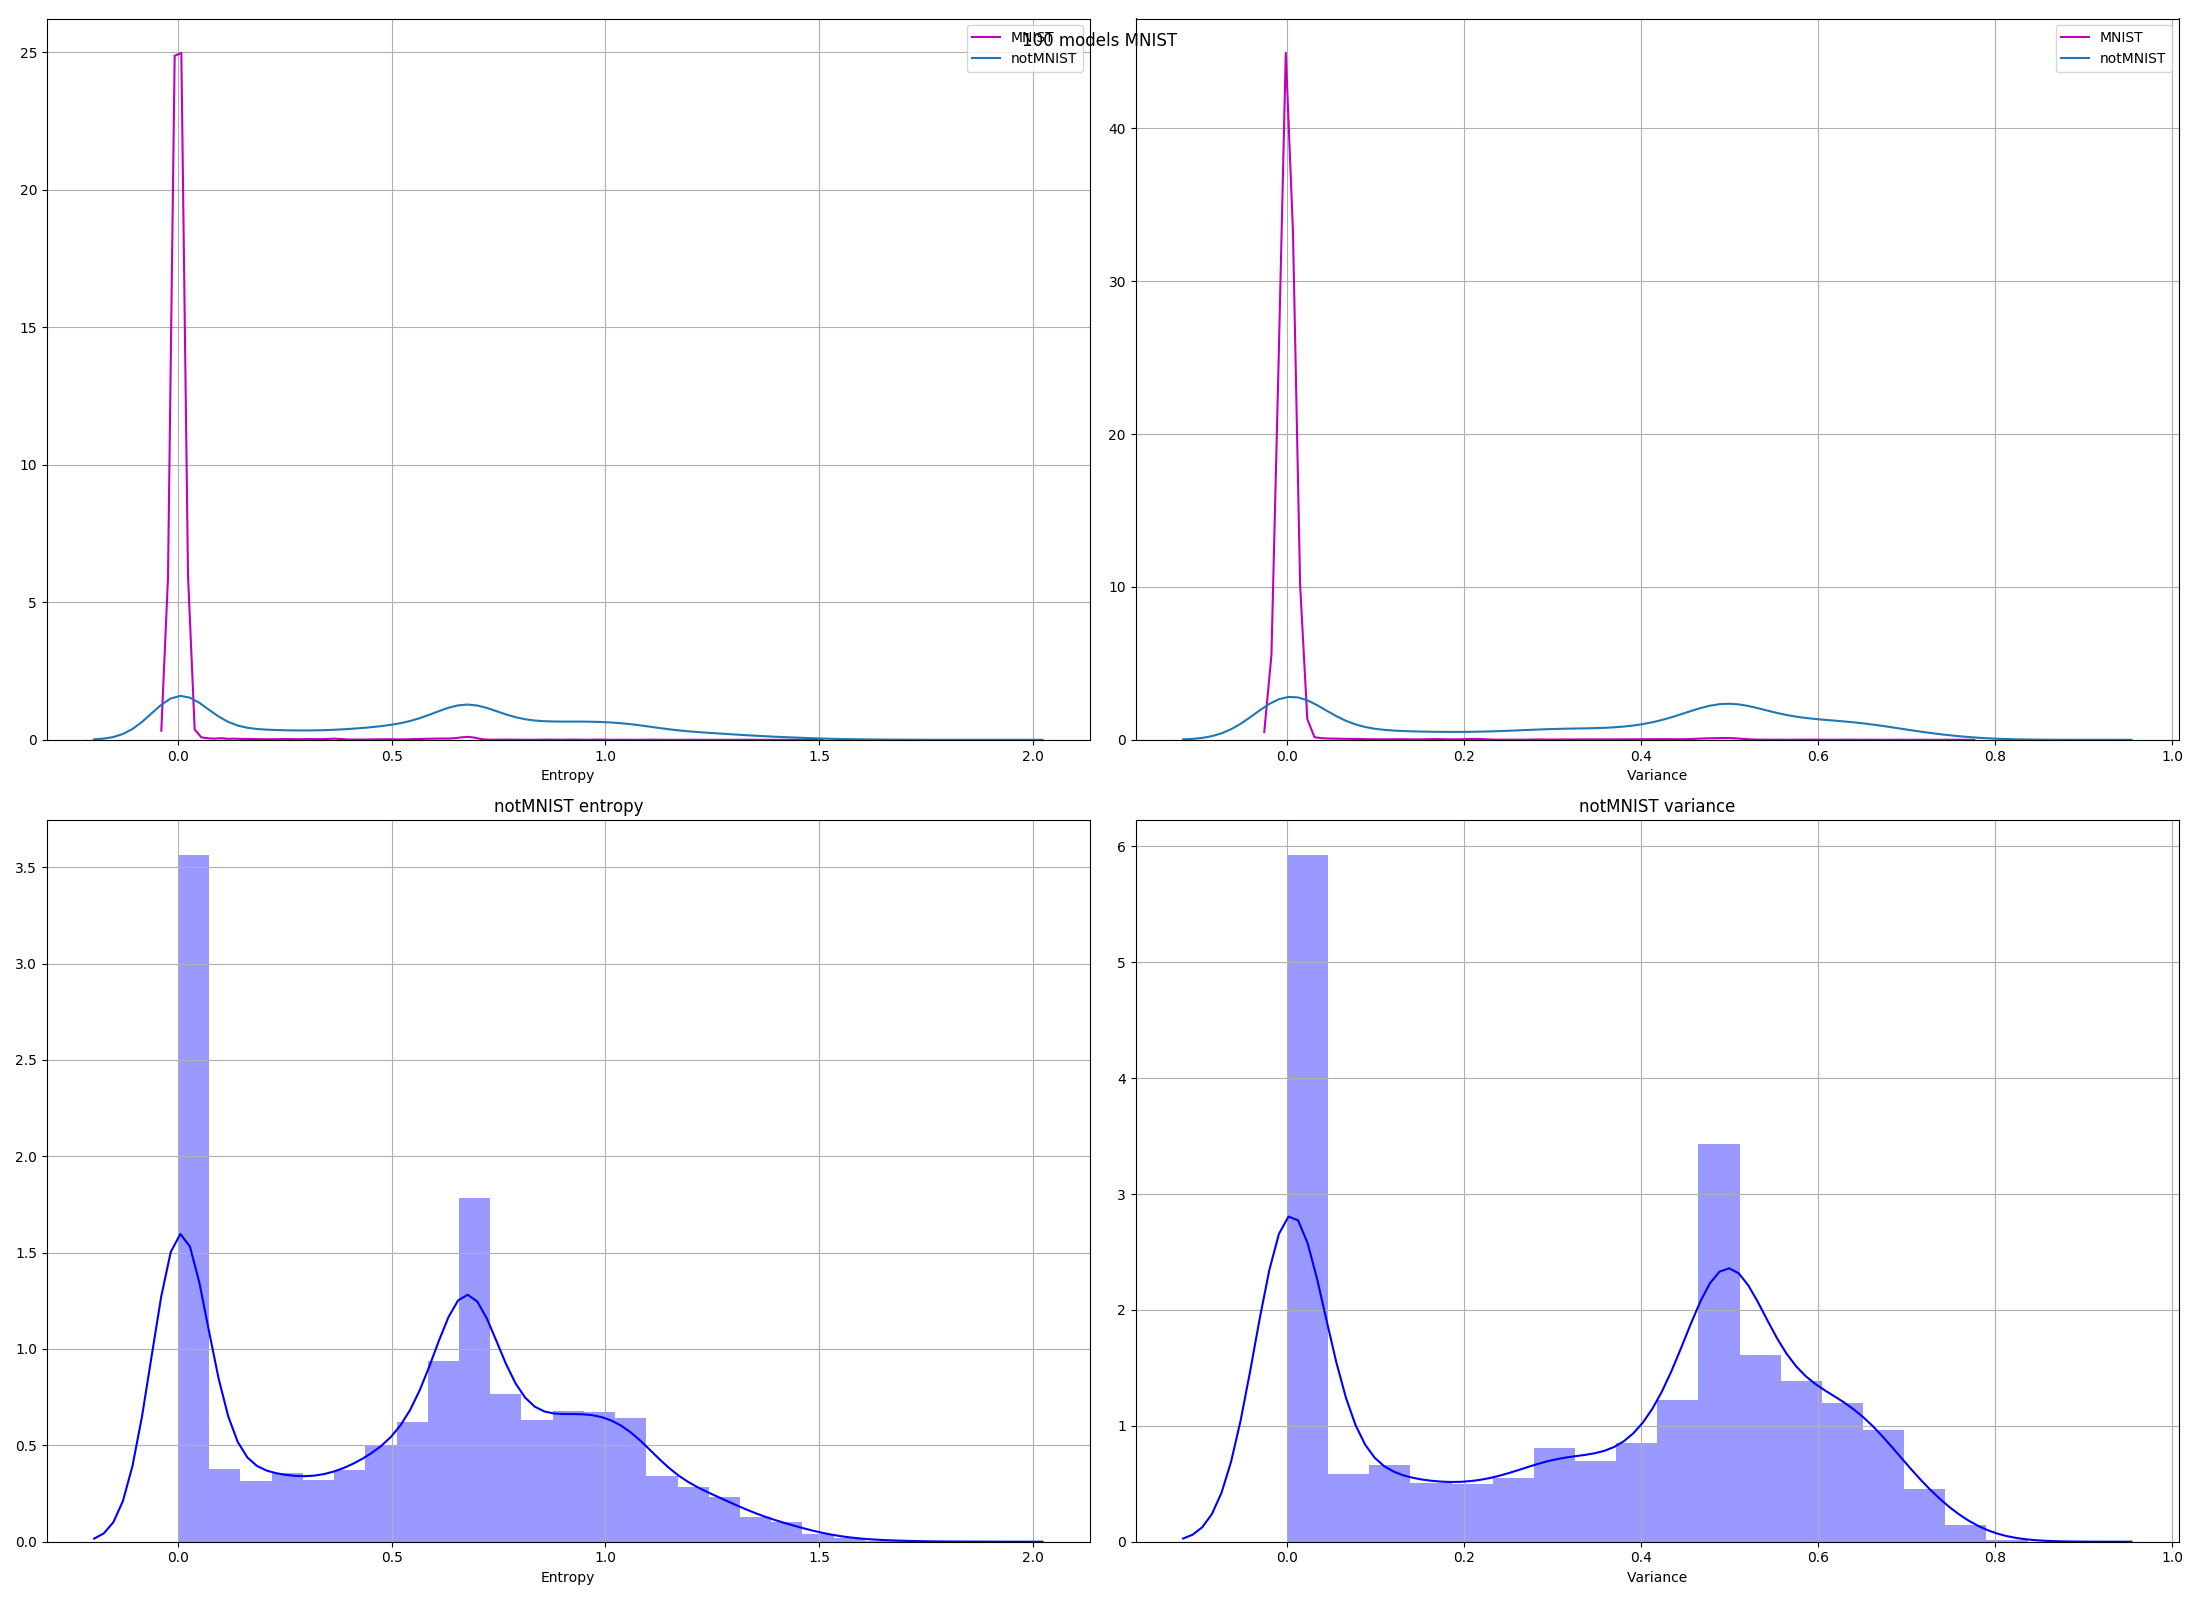 100 models MNIST
MNIST
notMNIST
25
20
15
10
5
0
0.0 0.5 1.0 1.5 2.0
Entropy
MNIST
notMNIST
40
30
20
10
0
0.0 0.2 0.4 0.6 0.8 1.0
Variance
notMNIST entropy
3.5
3.0
2.5
2.0
1.5
1.0
0.5
0.0
0.0 0.5 1.0 1.5 2.0
Entropy
notMNIST variance
6
5
4
3
2
1
0
0.0 0.2 0.4 0.6 0.8 1.0
Variance